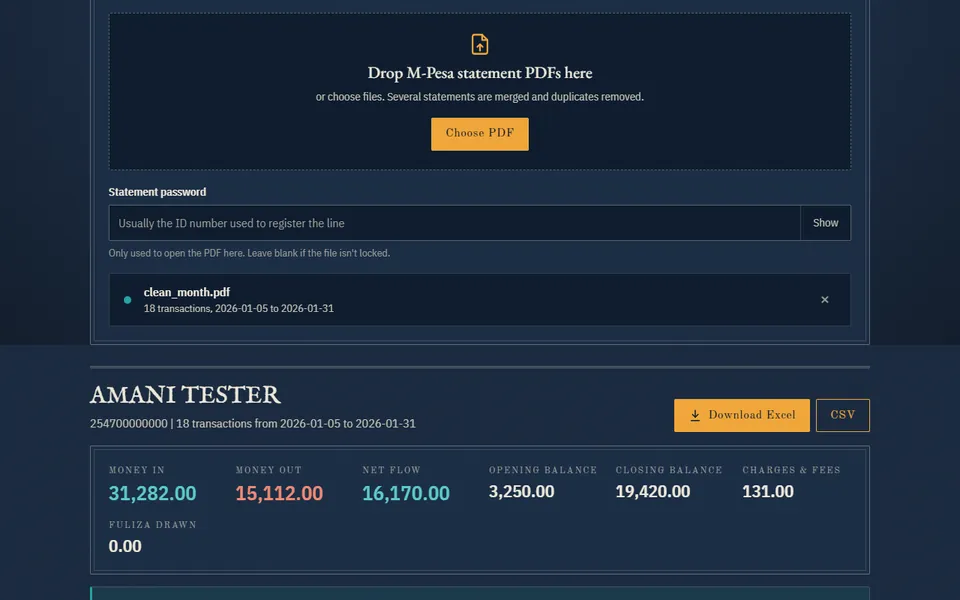 Drop M-Pesa statement PDFs here
or choose files. Several statements are merged and duplicates removed.
Choose PDF
Statement password
Usually the ID number used to register the line
Show
Only used to open the PDF here. Leave blank if the file isn't locked.
clean_month.pdf
18 transactions, 2026-01-05 to 2026-01-31
×
AMANI TESTER
254700000000 | 18 transactions from 2026-01-05 to 2026-01-31
Download Excel
CSV
MONEY IN
31,282.00
MONEY OUT
15,112.00
NET FLOW
16,170.00
OPENING BALANCE
3,250.00
CLOSING BALANCE
19,420.00
CHARGES & FEES
131.00
FULIZA DRAWN
0.00